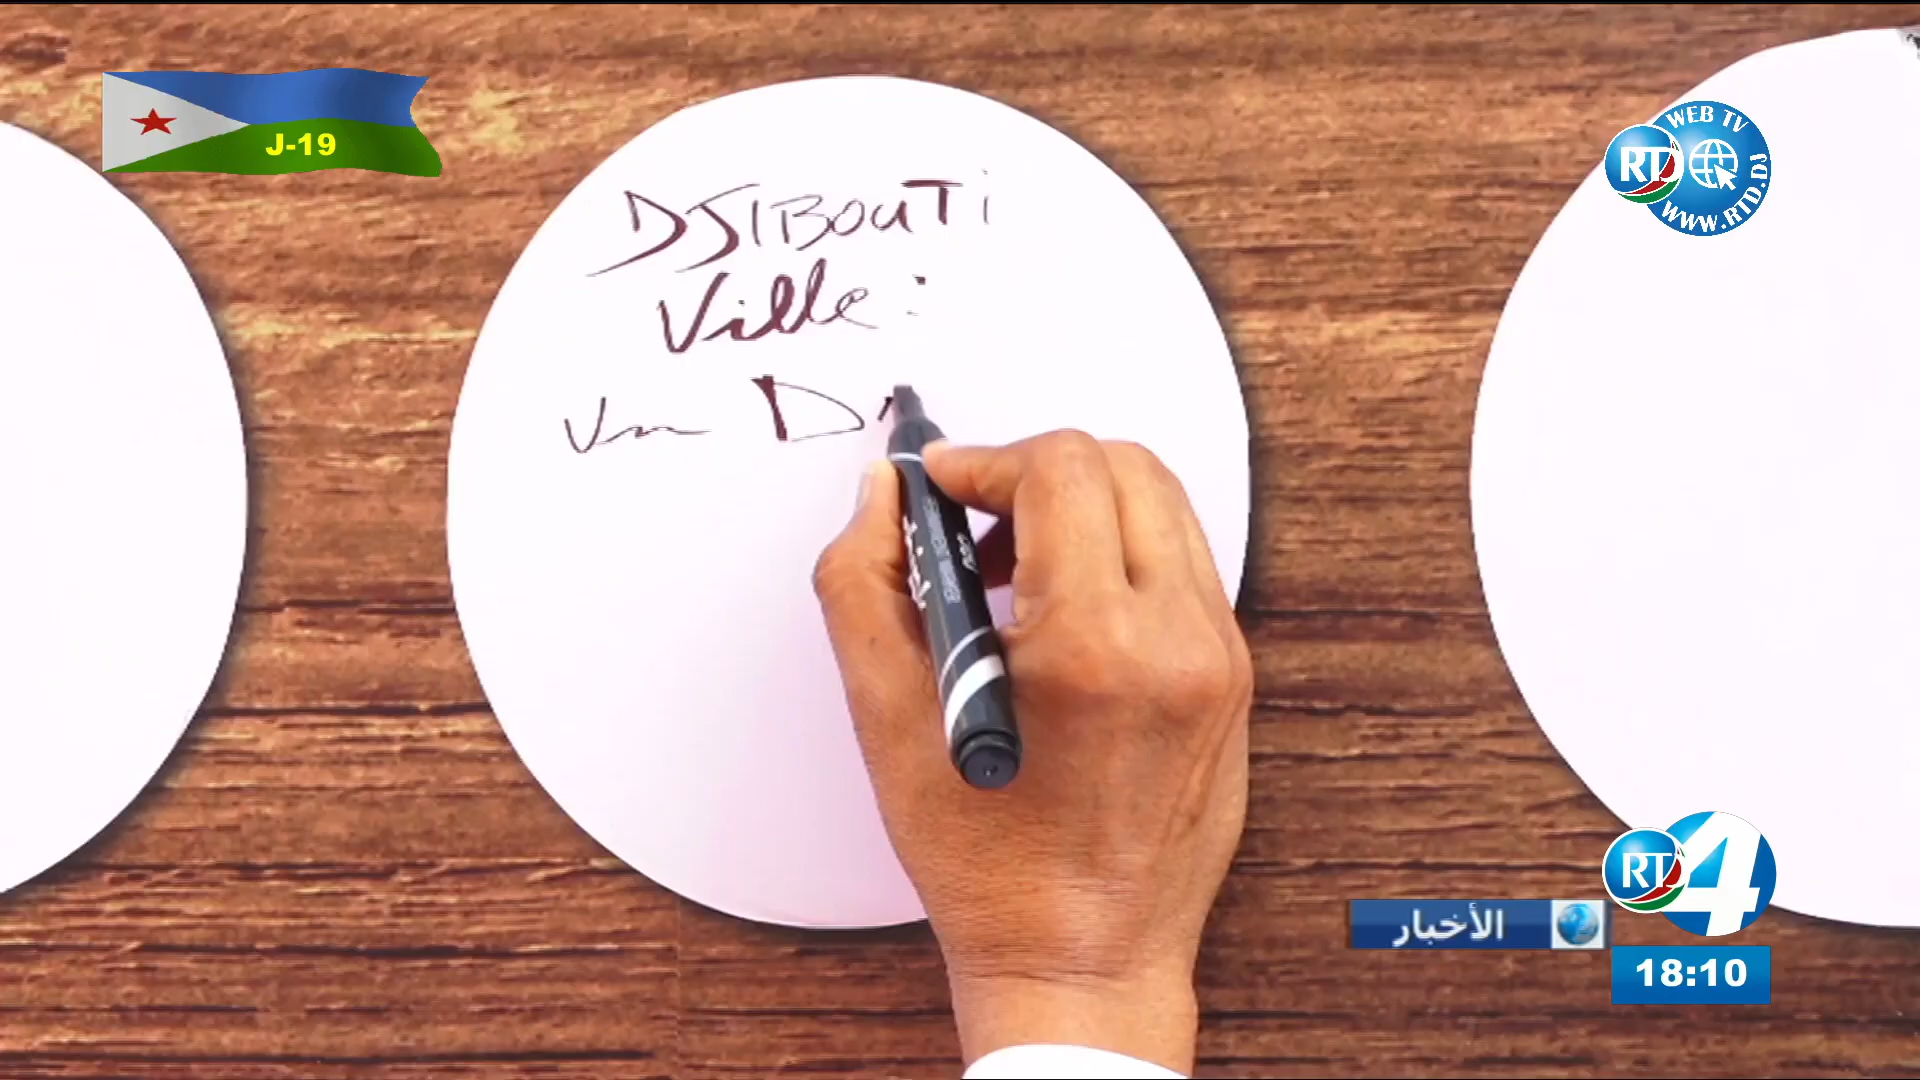 J-19
WEB TV
RTD
WWW.RTD.DJ
DJIBOUTi
Ville :
Un D
RTD 4
الأخبار
18:10